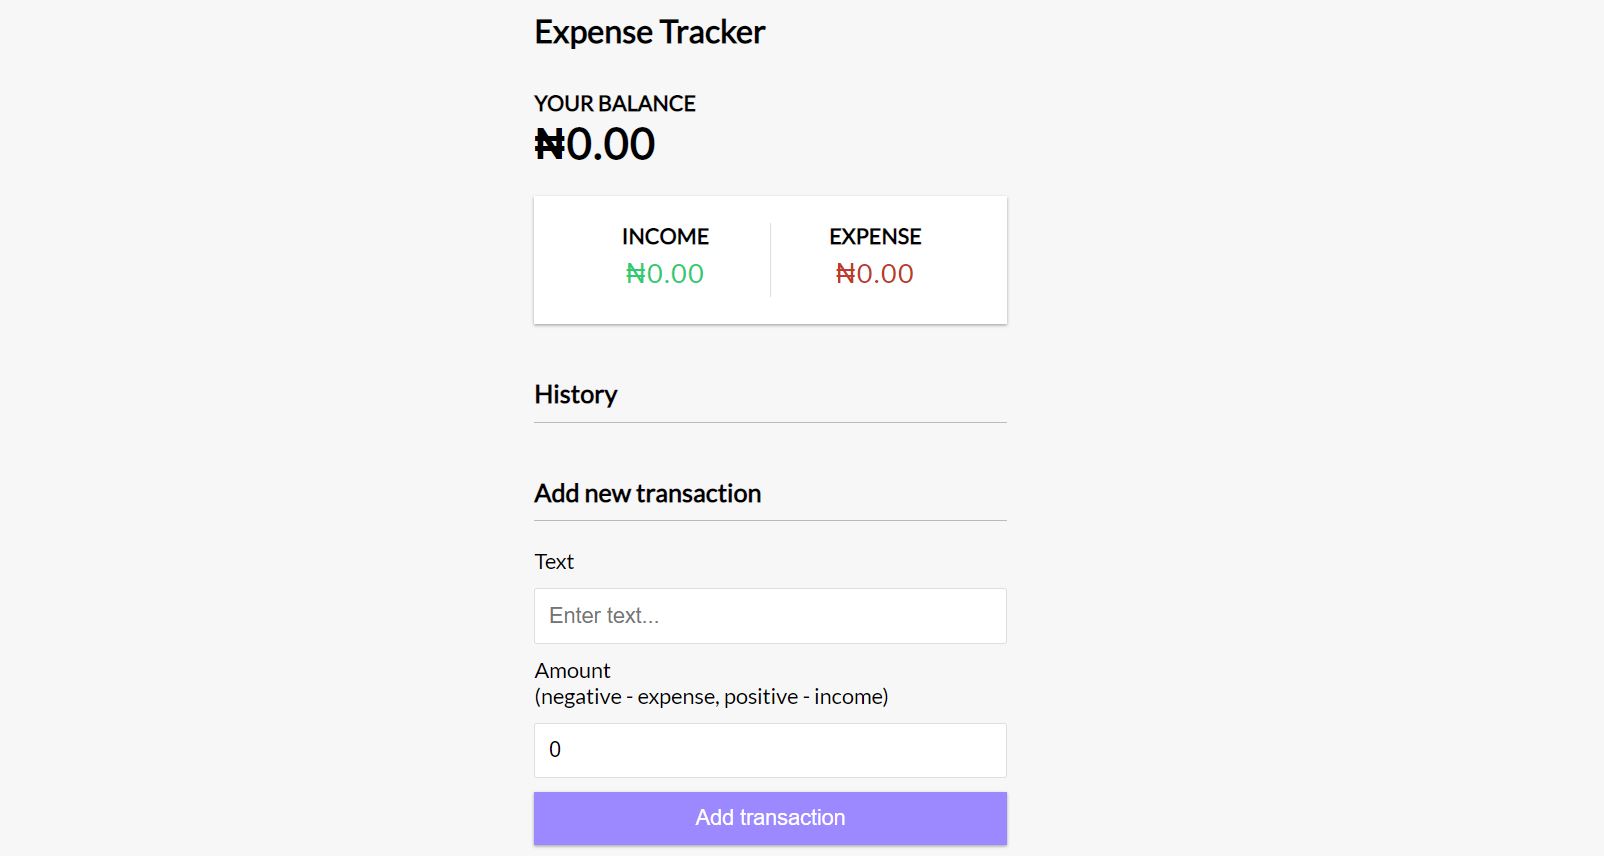 Expense Tracker
YOUR BALANCE
₦0.00
INCOME
₦0.00
EXPENSE
₦0.00
History
Add new transaction
Text
Enter text...
Amount
(negative - expense, positive - income)
0
Add transaction